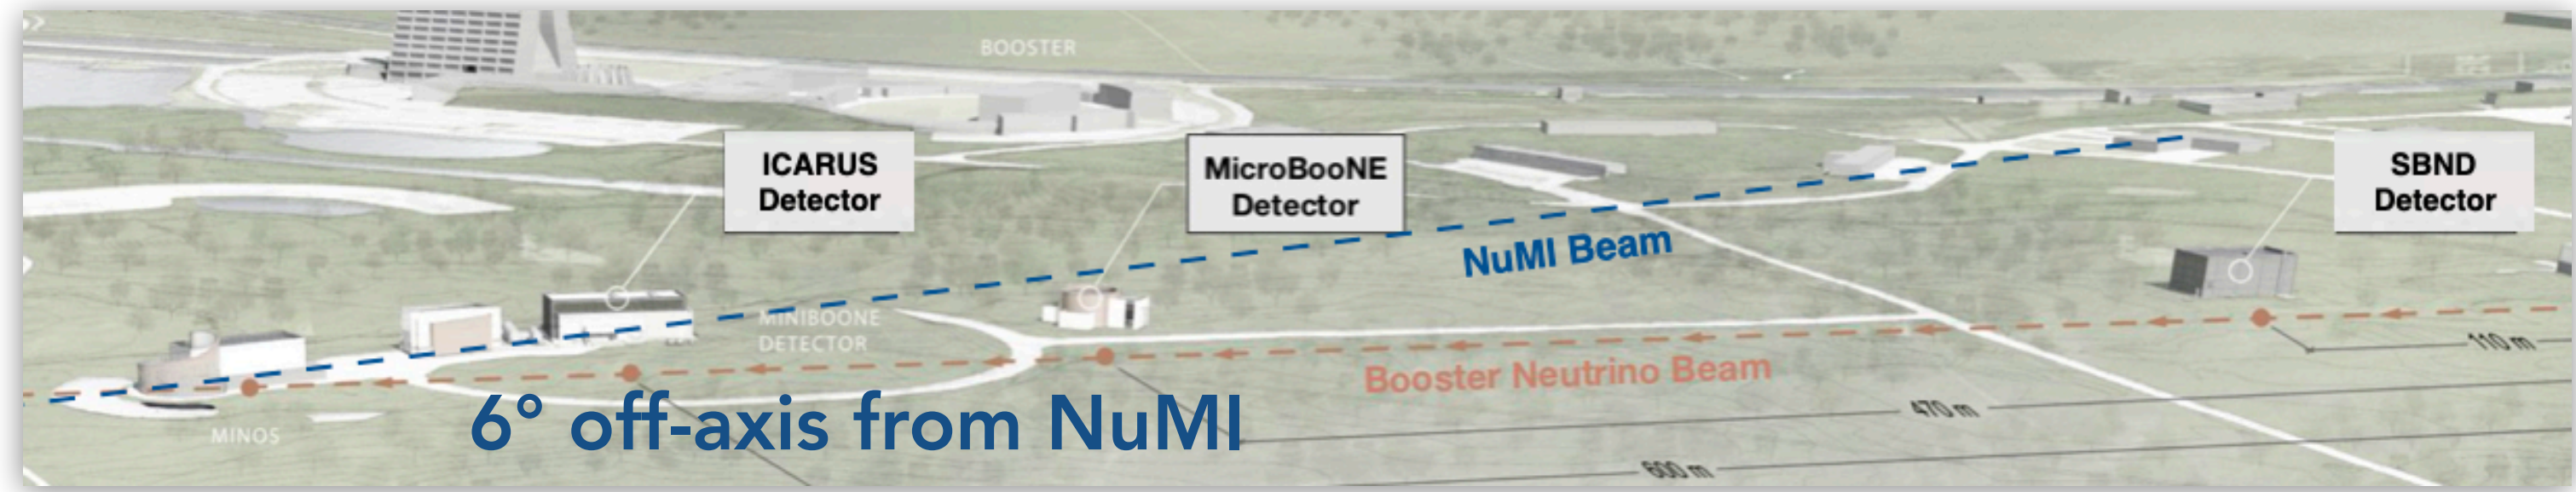 BOOSTER
ICARUS
Detector
MicroBooNE
Detector
SBND
Detector
NuMI Beam
MINIBOONE
DETECTOR
110 m
Booster Neutrino Beam
6° off-axis from NuMI
470 m
MINOS
600 m